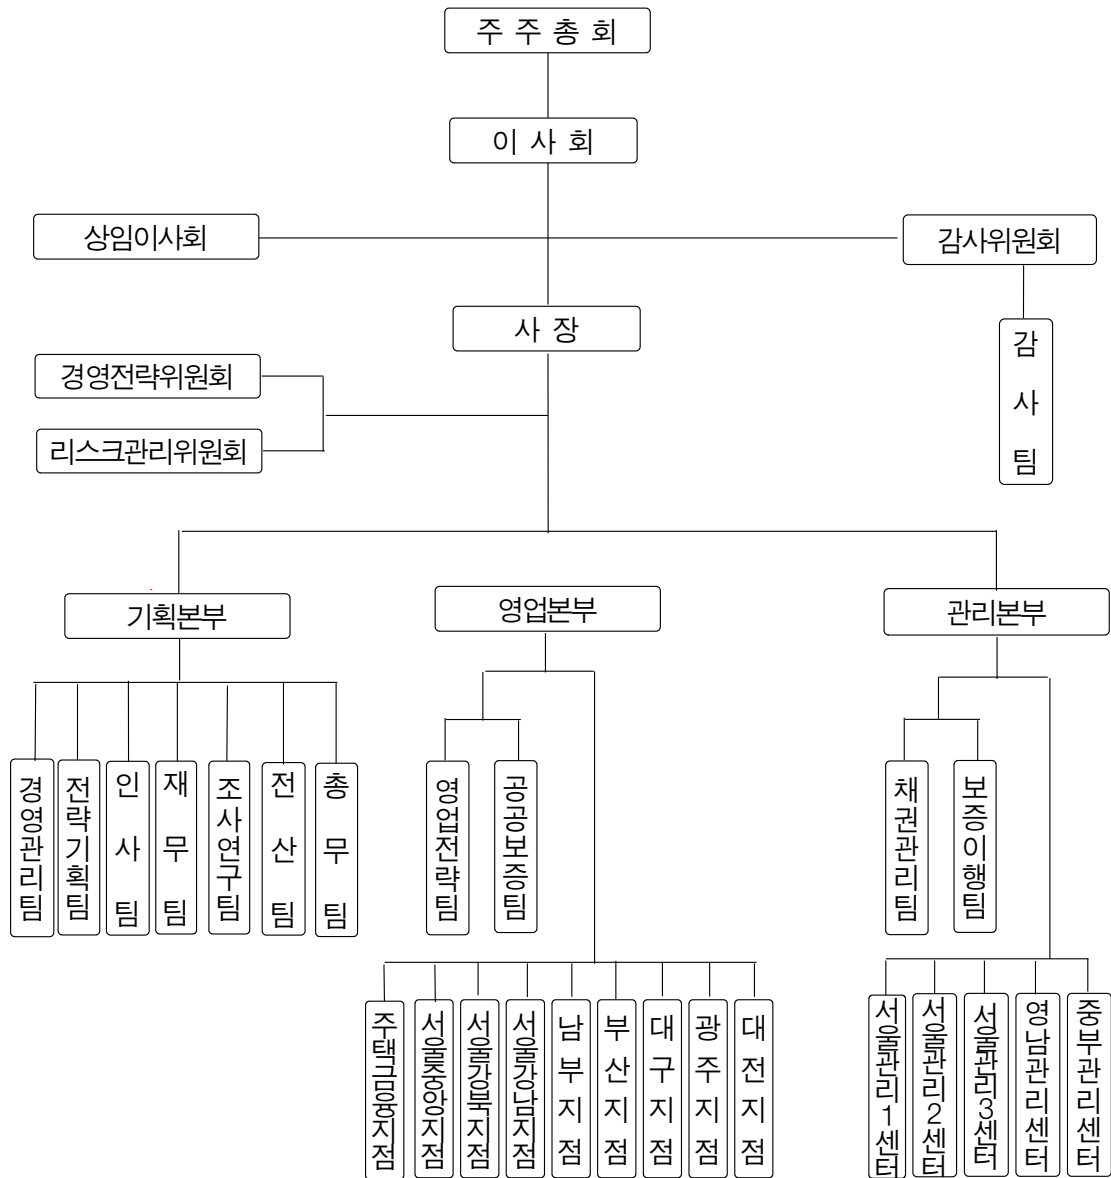 주 주 총 회
이 사 회
상임이사회
감사위원회
사 장
감사팀
경영전략위원회
리스크관리위원회
기획본부
영업본부
관리본부
경영관리팀
전략기획팀
인사팀
재무팀
조사연구팀
전산팀
총무팀
영업전략팀
공공보증팀
채권관리팀
보증이행팀
주택금융지점
서울중앙지점
서울강북지점
서울강남지점
남부지점
부산지점
대구지점
광주지점
대전지점
서울관리1센터
서울관리2센터
서울관리3센터
영남관리센터
중부관리센터